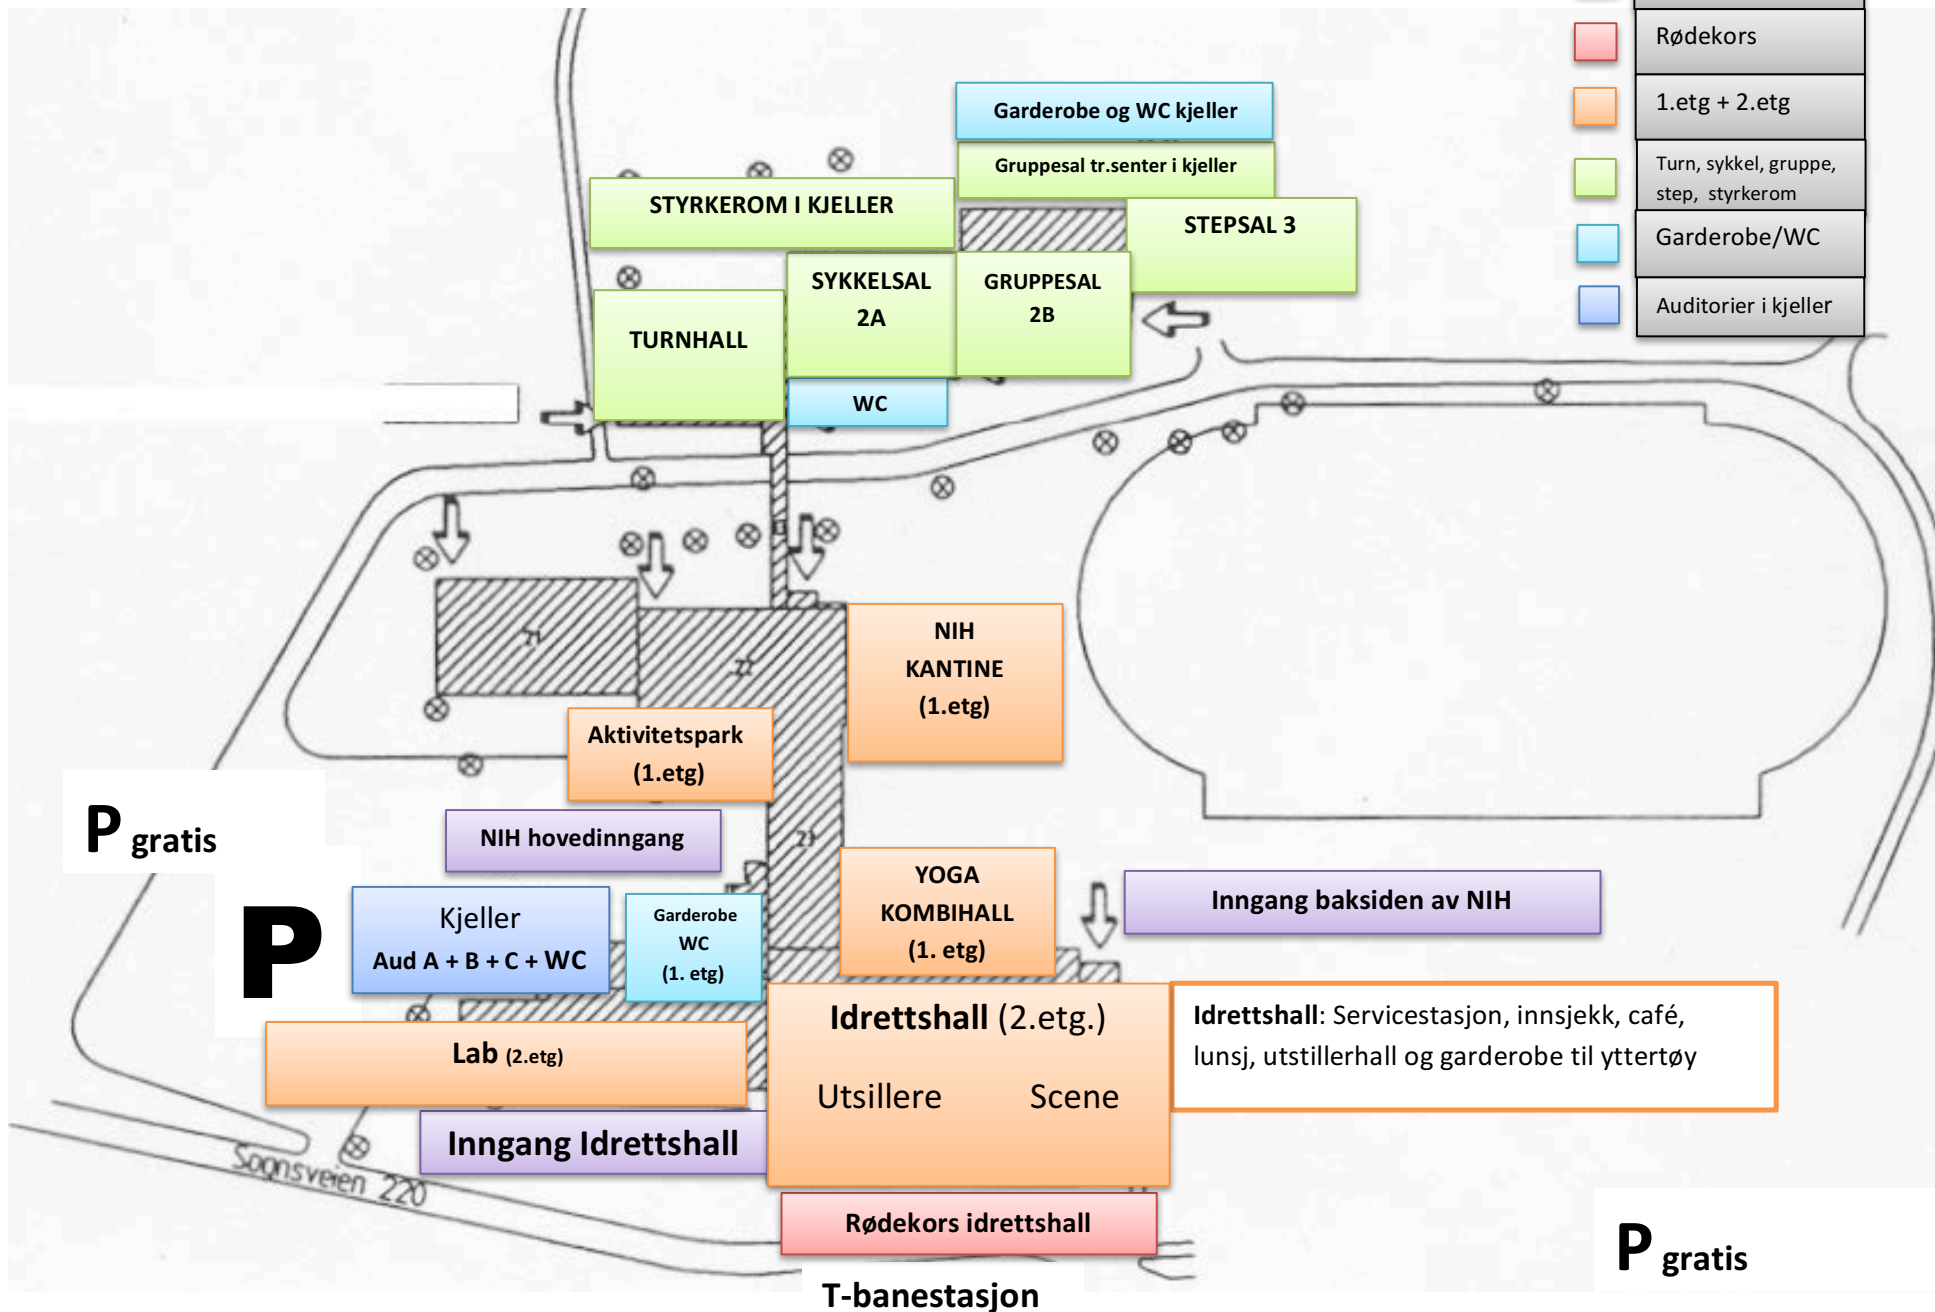 Rødekors
1.etg + 2.etg
Turn, sykkel, gruppe,
step, styrkerom
Garderobe/WC
Auditorier i kjeller
Garderobe og WC kjeller
Gruppesal tr.senter i kjeller
STYRKEROM I KJELLER
STEPSAL 3
SYKKELSAL
2A
GRUPPESAL
2B
TURNHALL
WC
21
22
NIH
KANTINE
(1.etg)
Aktivitetspark
(1.etg)
P gratis
NIH hovedinngang
23
YOGA
KOMBIHALL
(1. etg)
Inngang baksiden av NIH
P
Kjeller
Aud A + B + C + WC
Garderobe
WC
(1. etg)
Idrettshall (2.etg.)
Utsillere Scene
Idrettshall: Servicestasjon, innsjekk, café,
lunsj, utstillerhall og garderobe til yttertøy
Lab (2.etg)
Inngang Idrettshall
Sognsveien 220
Rødekors idrettshall
P gratis
T-banestasjon